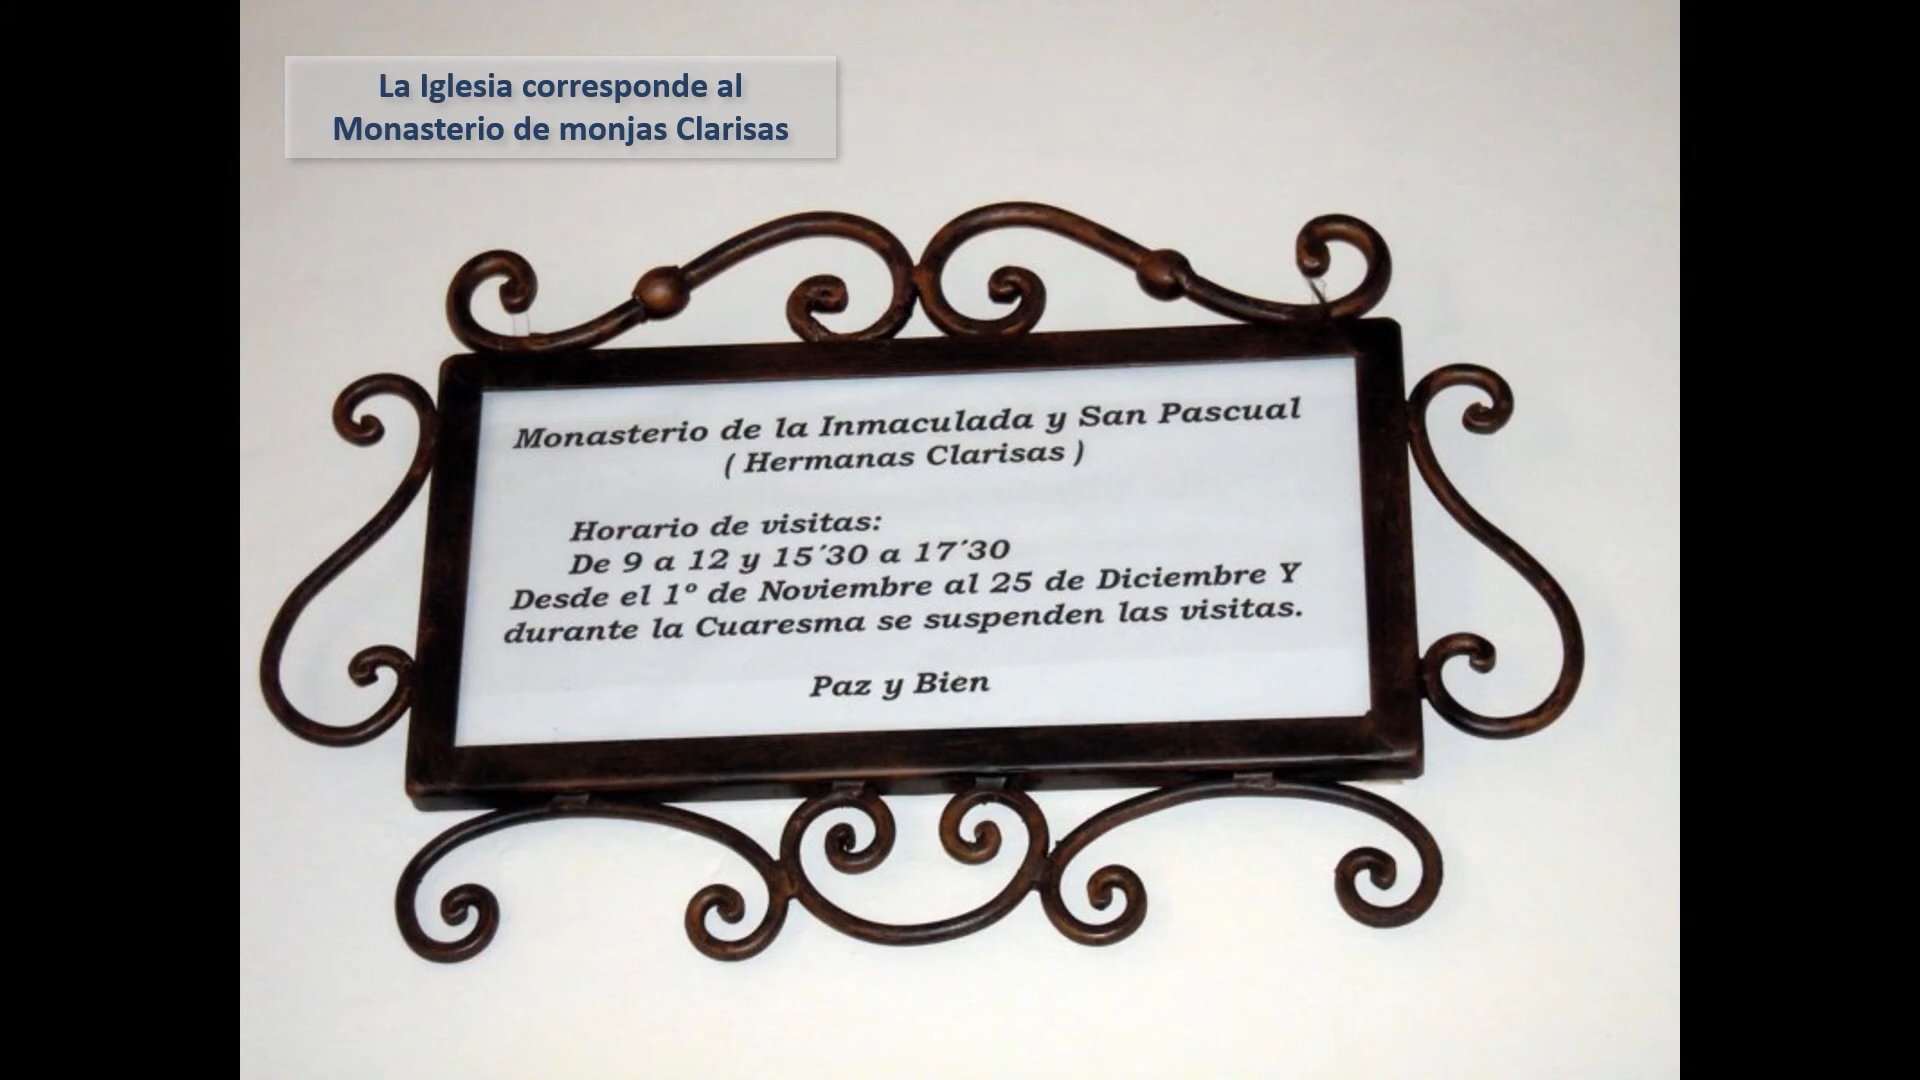 La Iglesia corresponde al
Monasterio de monjas Clarisas
Monasterio de la Inmaculada y San Pascual
( Hermanas Clarisas )
Horario de visitas:
De 9 a 12 y 15´30 a 17´30
Desde el 1º de Noviembre al 25 de Diciembre Y
durante la Cuaresma se suspenden las visitas.
Paz y Bien